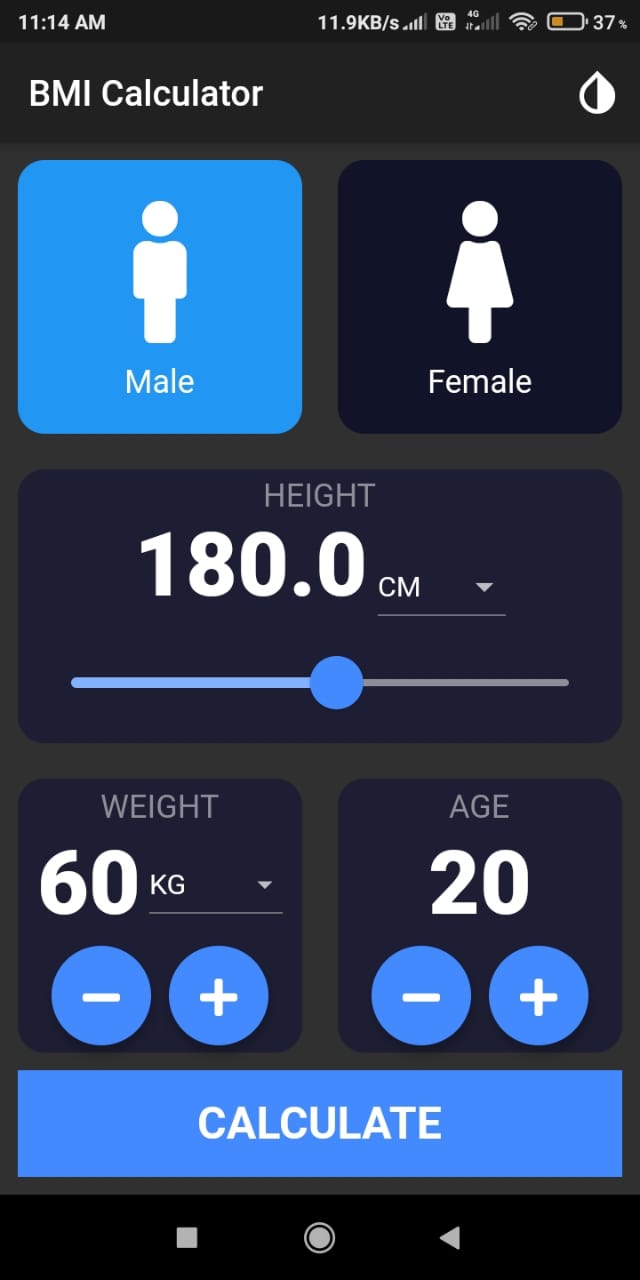 11:14 AM 11.9KB/s Vo LTE 4G 37%
BMI Calculator
Male Female
HEIGHT
180.0 CM
WEIGHT AGE
60 KG 20
CALCULATE